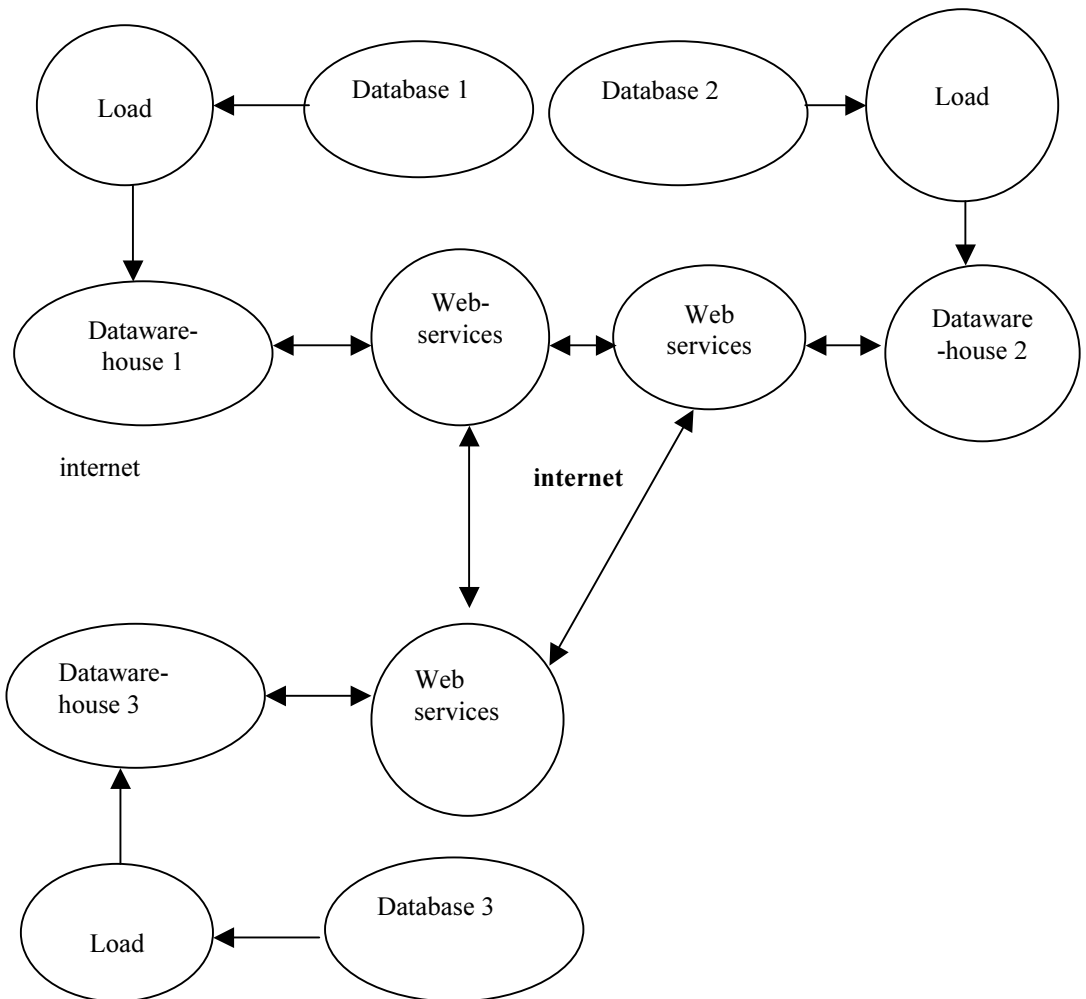 Load
Database 1
Database 2
Load
Dataware-
house 1
Web-
services
Web
services
Dataware
-house 2
internet
internet
Dataware-
house 3
Web
services
Load
Database 3